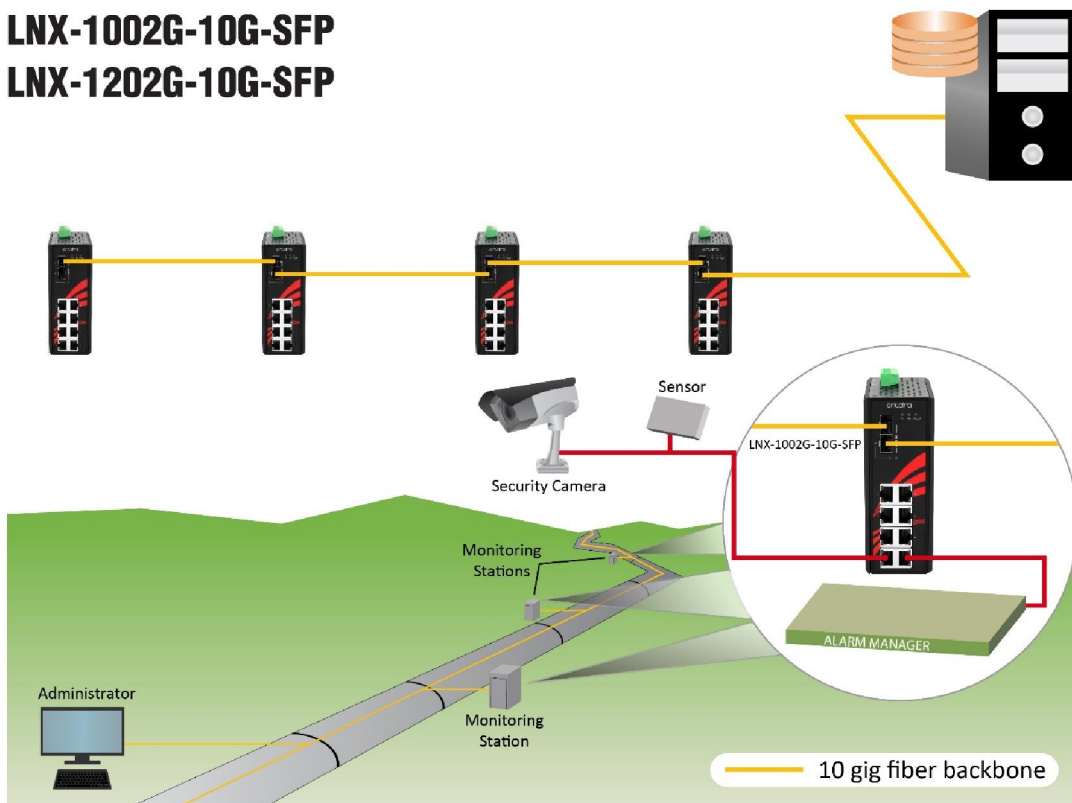 LNX-1002G-10G-SFP
LNX-1202G-10G-SFP
Sensor
Security Camera
LNX-1002G-10G-SFP
Monitoring
Stations
ALARM MANAGER
Administrator
Monitoring
Station
10 gig fiber backbone